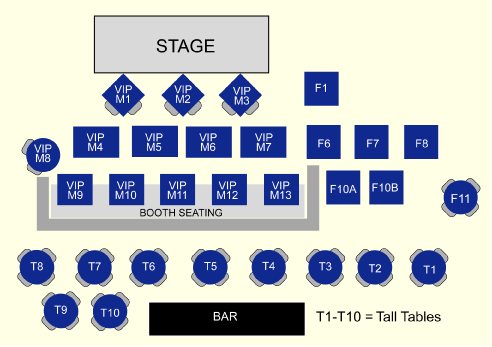 STAGE
VIP
M1
VIP
M2
VIP
M3
F1
VIP
M4
VIP
M5
VIP
M6
VIP
M7
F6
F7
F8
VIP
M8
VIP
M9
VIP
M10
VIP
M11
VIP
M12
VIP
M13
F10A
F10B
F11
BOOTH SEATING
T8
T7
T6
T5
T4
T3
T2
T1
T9
T10
BAR
T1-T10 = Tall Tables